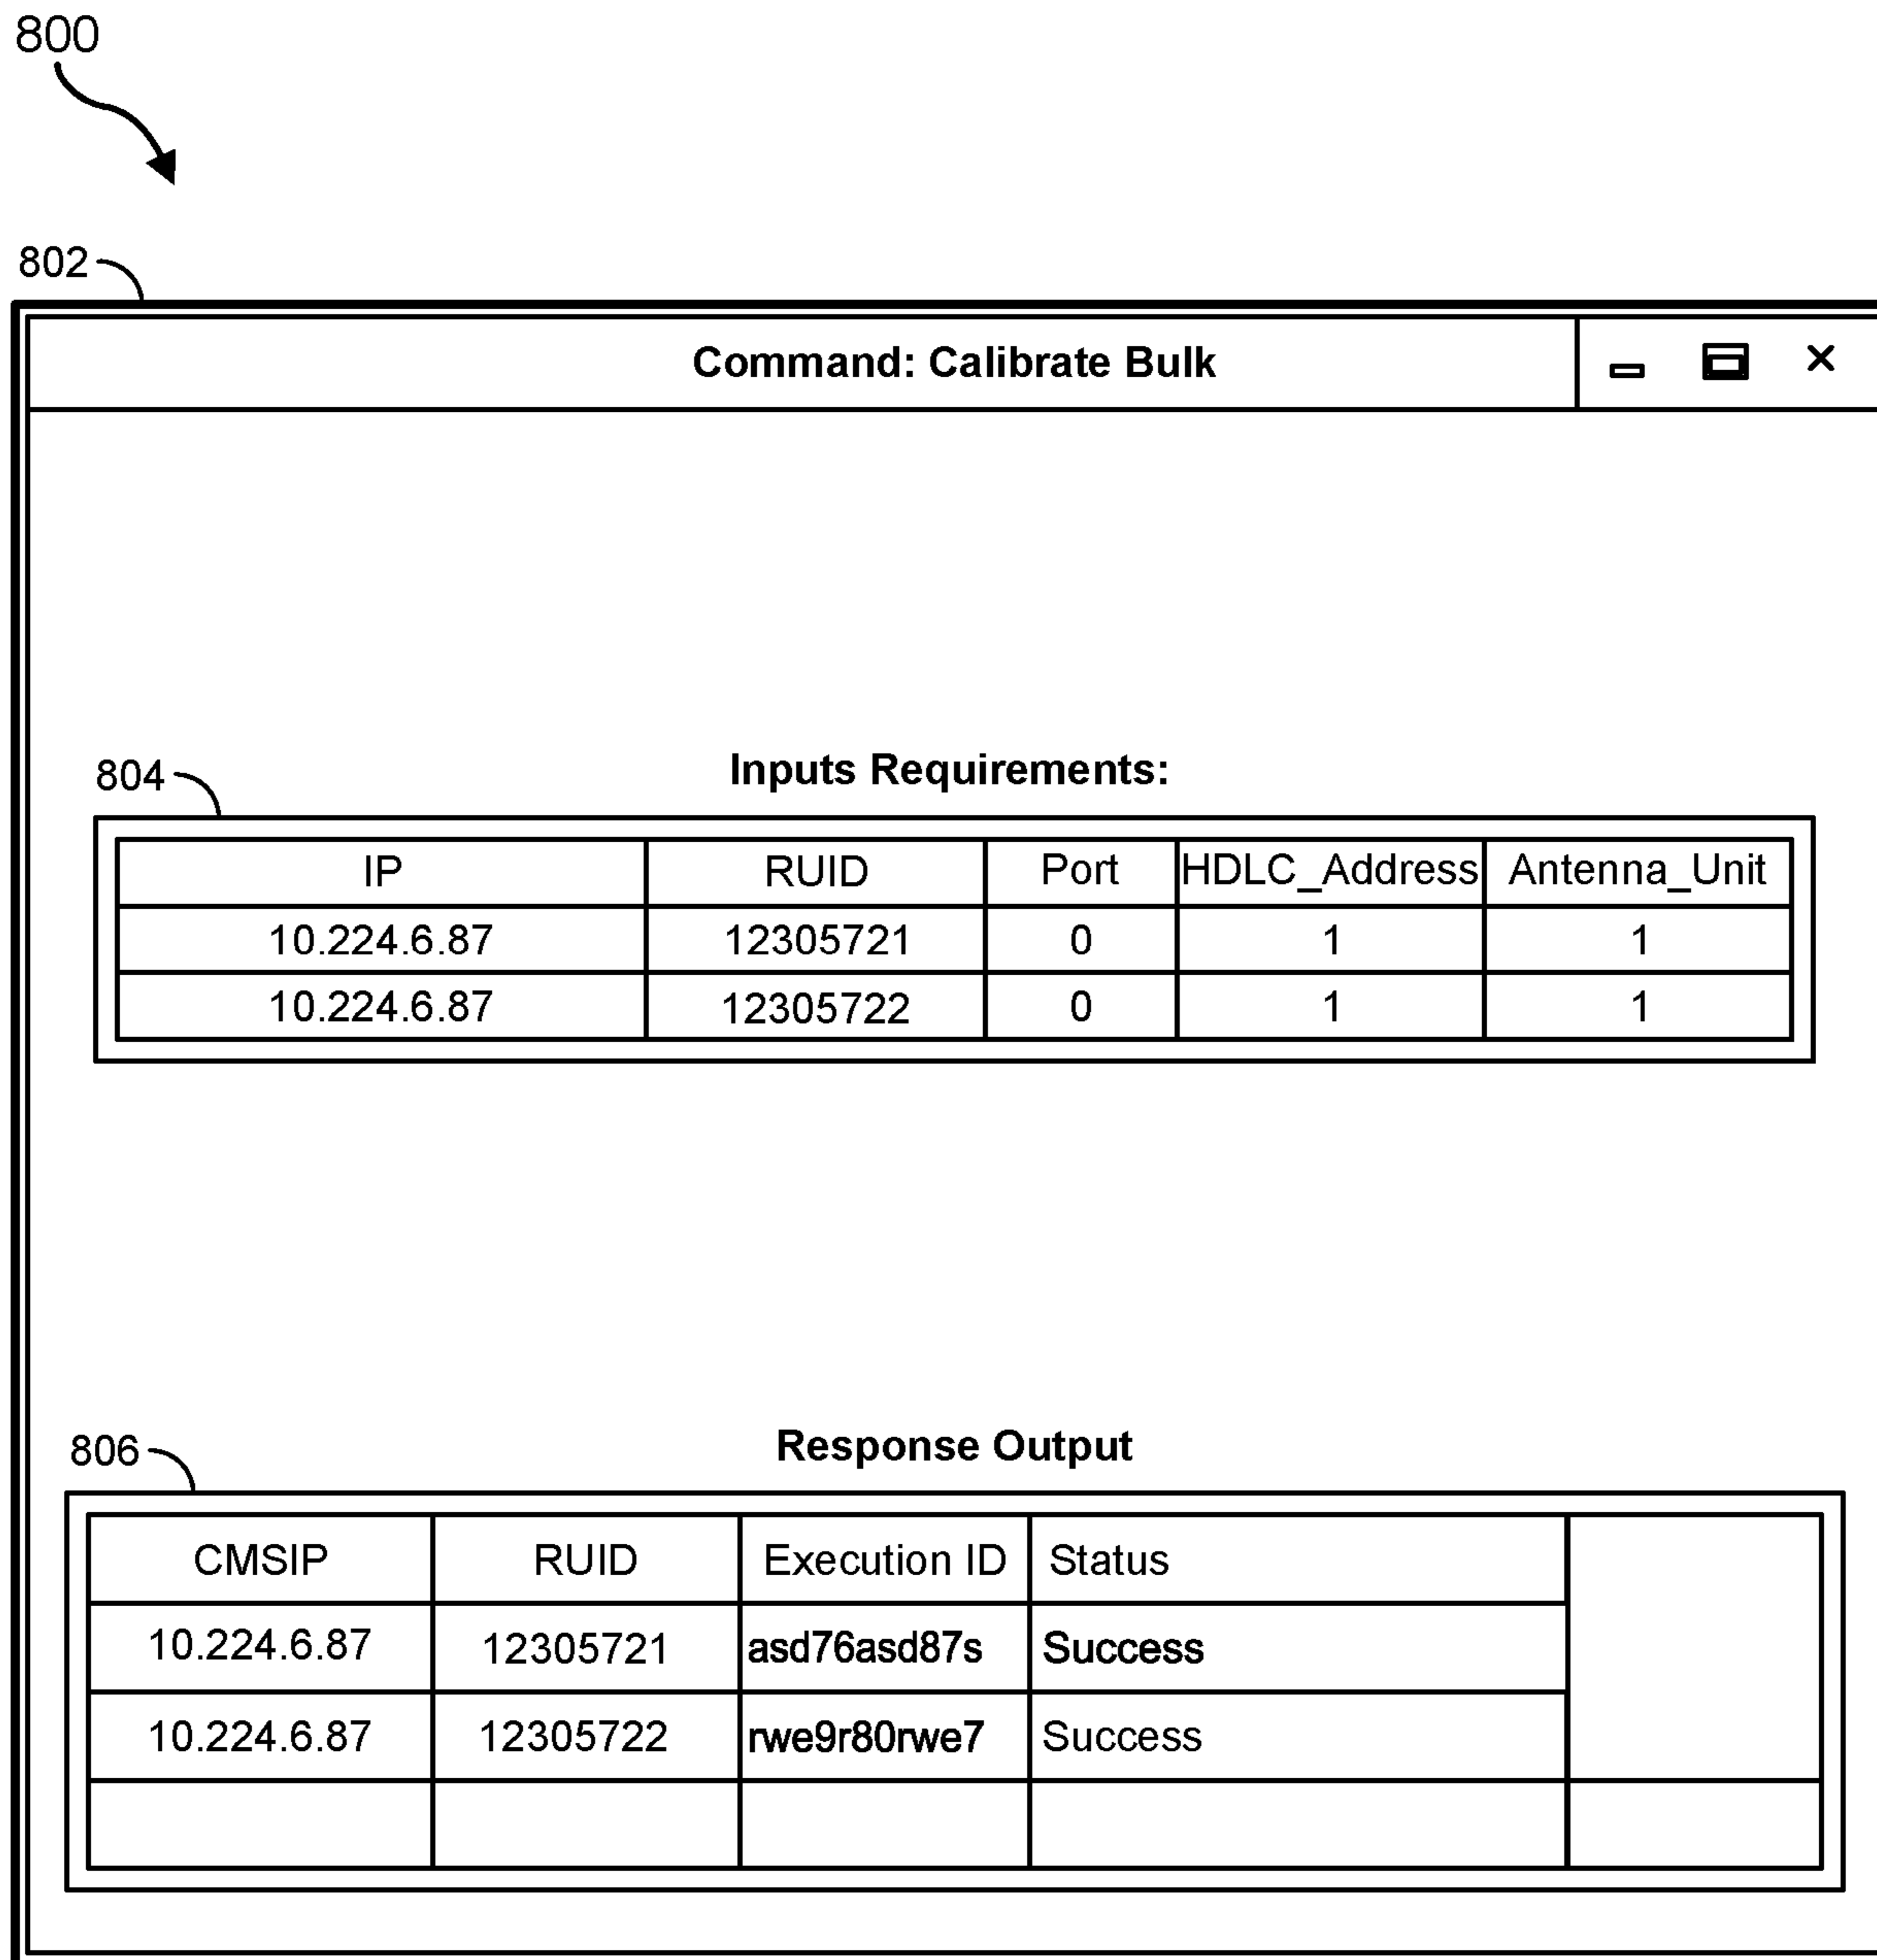 800
802
Command: Calibrate Bulk
804
Inputs Requirements:
IP RUID Port HDLC_Address Antenna_Unit
10.224.6.87 12305721 0 1 1
10.224.6.87 12305722 0 1 1
806
Response Output
CMSIP RUID Execution ID Status
10.224.6.87 12305721 asd76asd87s Success
10.224.6.87 12305722 rwe9r80rwe7 Success